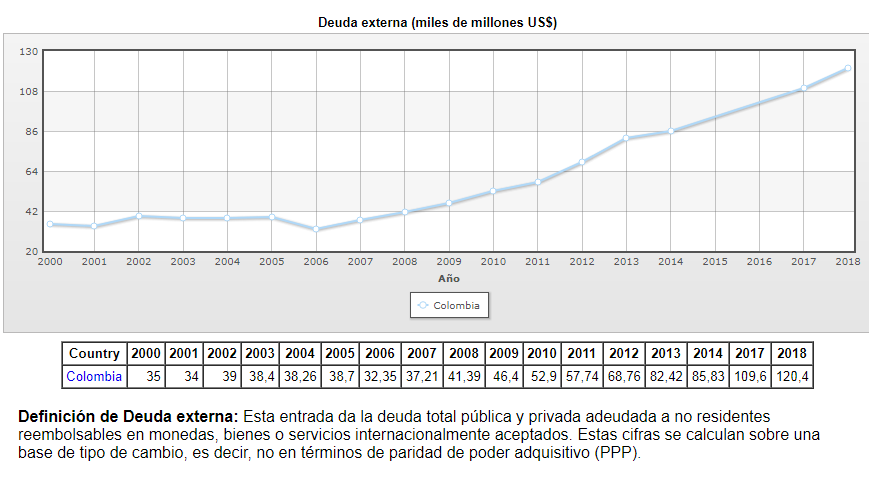 Deuda externa (miles de millones US$)
130
108
86
64
42
20
2000 2001 2002 2003 2004 2005 2006 2007 2008 2009 2010 2011 2012 2013 2014 2015 2016 2017 2018
Año
Colombia
Country 2000 2001 2002 2003 2004 2005 2006 2007 2008 2009 2010 2011 2012 2013 2014 2017 2018
Colombia 35 34 39 38,4 38,26 38,7 32,35 37,21 41,39 46,4 52,9 57,74 68,76 82,42 85,83 109,6 120,4
Definición de Deuda externa: Esta entrada da la deuda total pública y privada adeudada a no residentes
reembolsables en monedas, bienes o servicios internacionalmente aceptados. Estas cifras se calculan sobre una
base de tipo de cambio, es decir, no en términos de paridad de poder adquisitivo (PPP).